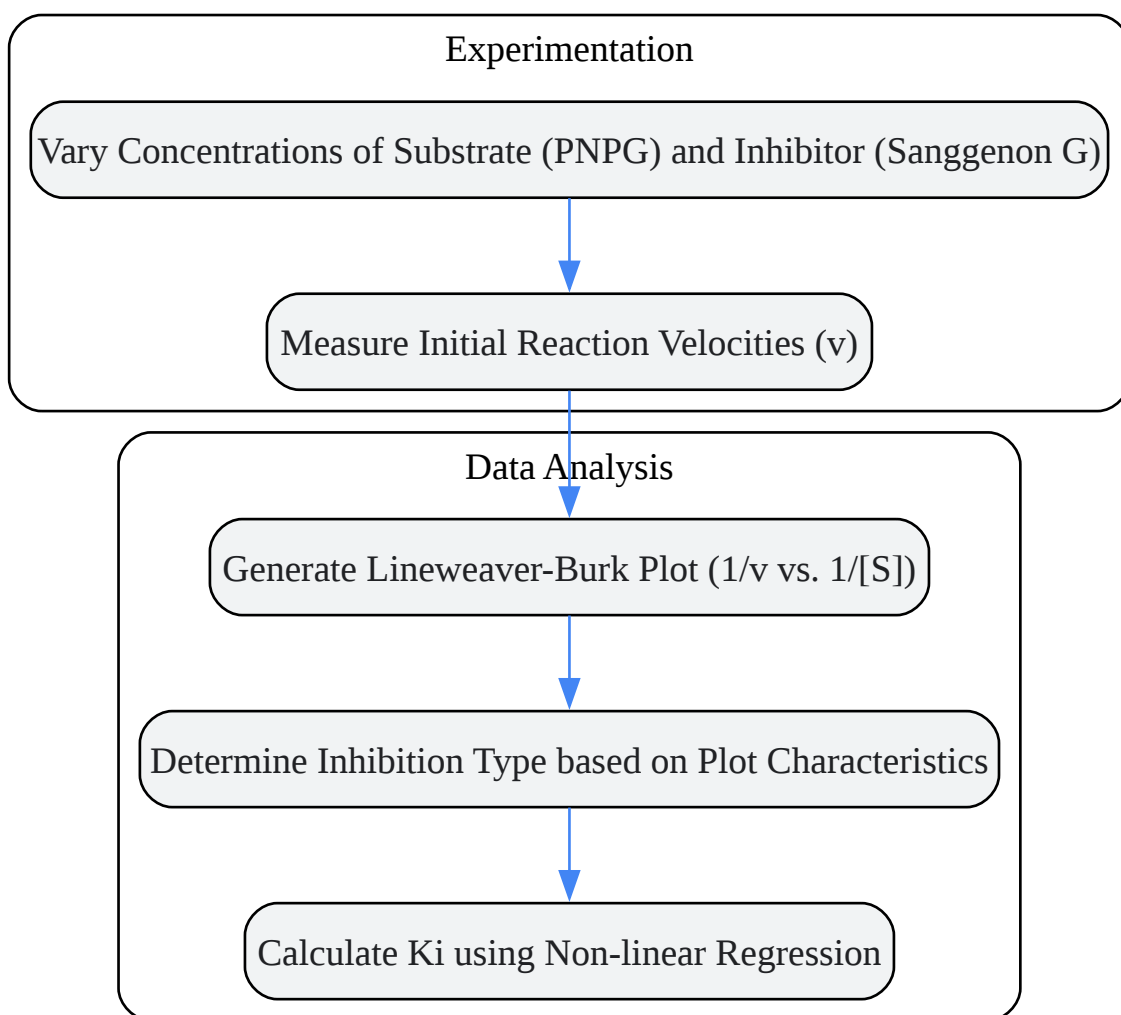 Experimentation
Vary Concentrations of Substrate (PNPG) and Inhibitor (Sanggenon G)
Measure Initial Reaction Velocities (v)
Data Analysis
Generate Lineweaver-Burk Plot (1/v vs. 1/[S])
Determine Inhibition Type based on Plot Characteristics
Calculate Ki using Non-linear Regression